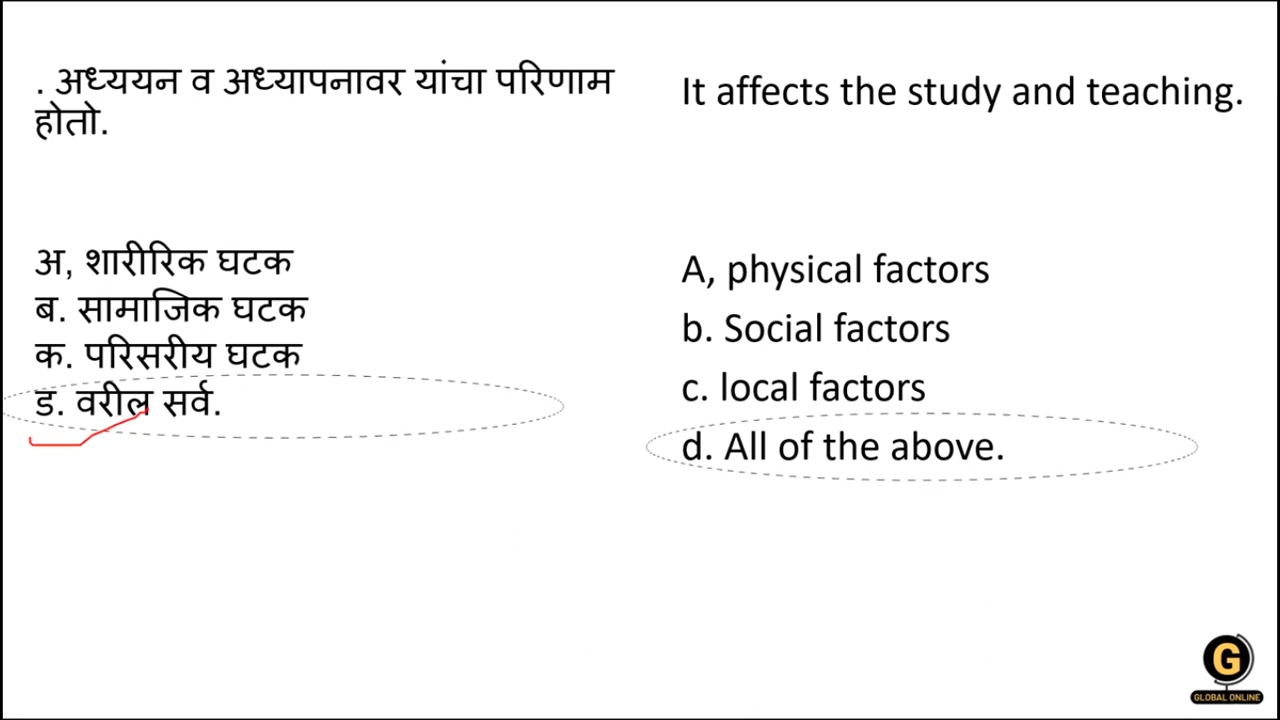 . अध्ययन व अध्यापनावर यांचा परिणाम
होतो.
अ, शारीरिक घटक
ब. सामाजिक घटक
क. परिसरीय घटक
ड. वरील सर्व.
It affects the study and teaching.
A, physical factors
b. Social factors
c. local factors
d. All of the above.
G
GLOBAL ONLINE